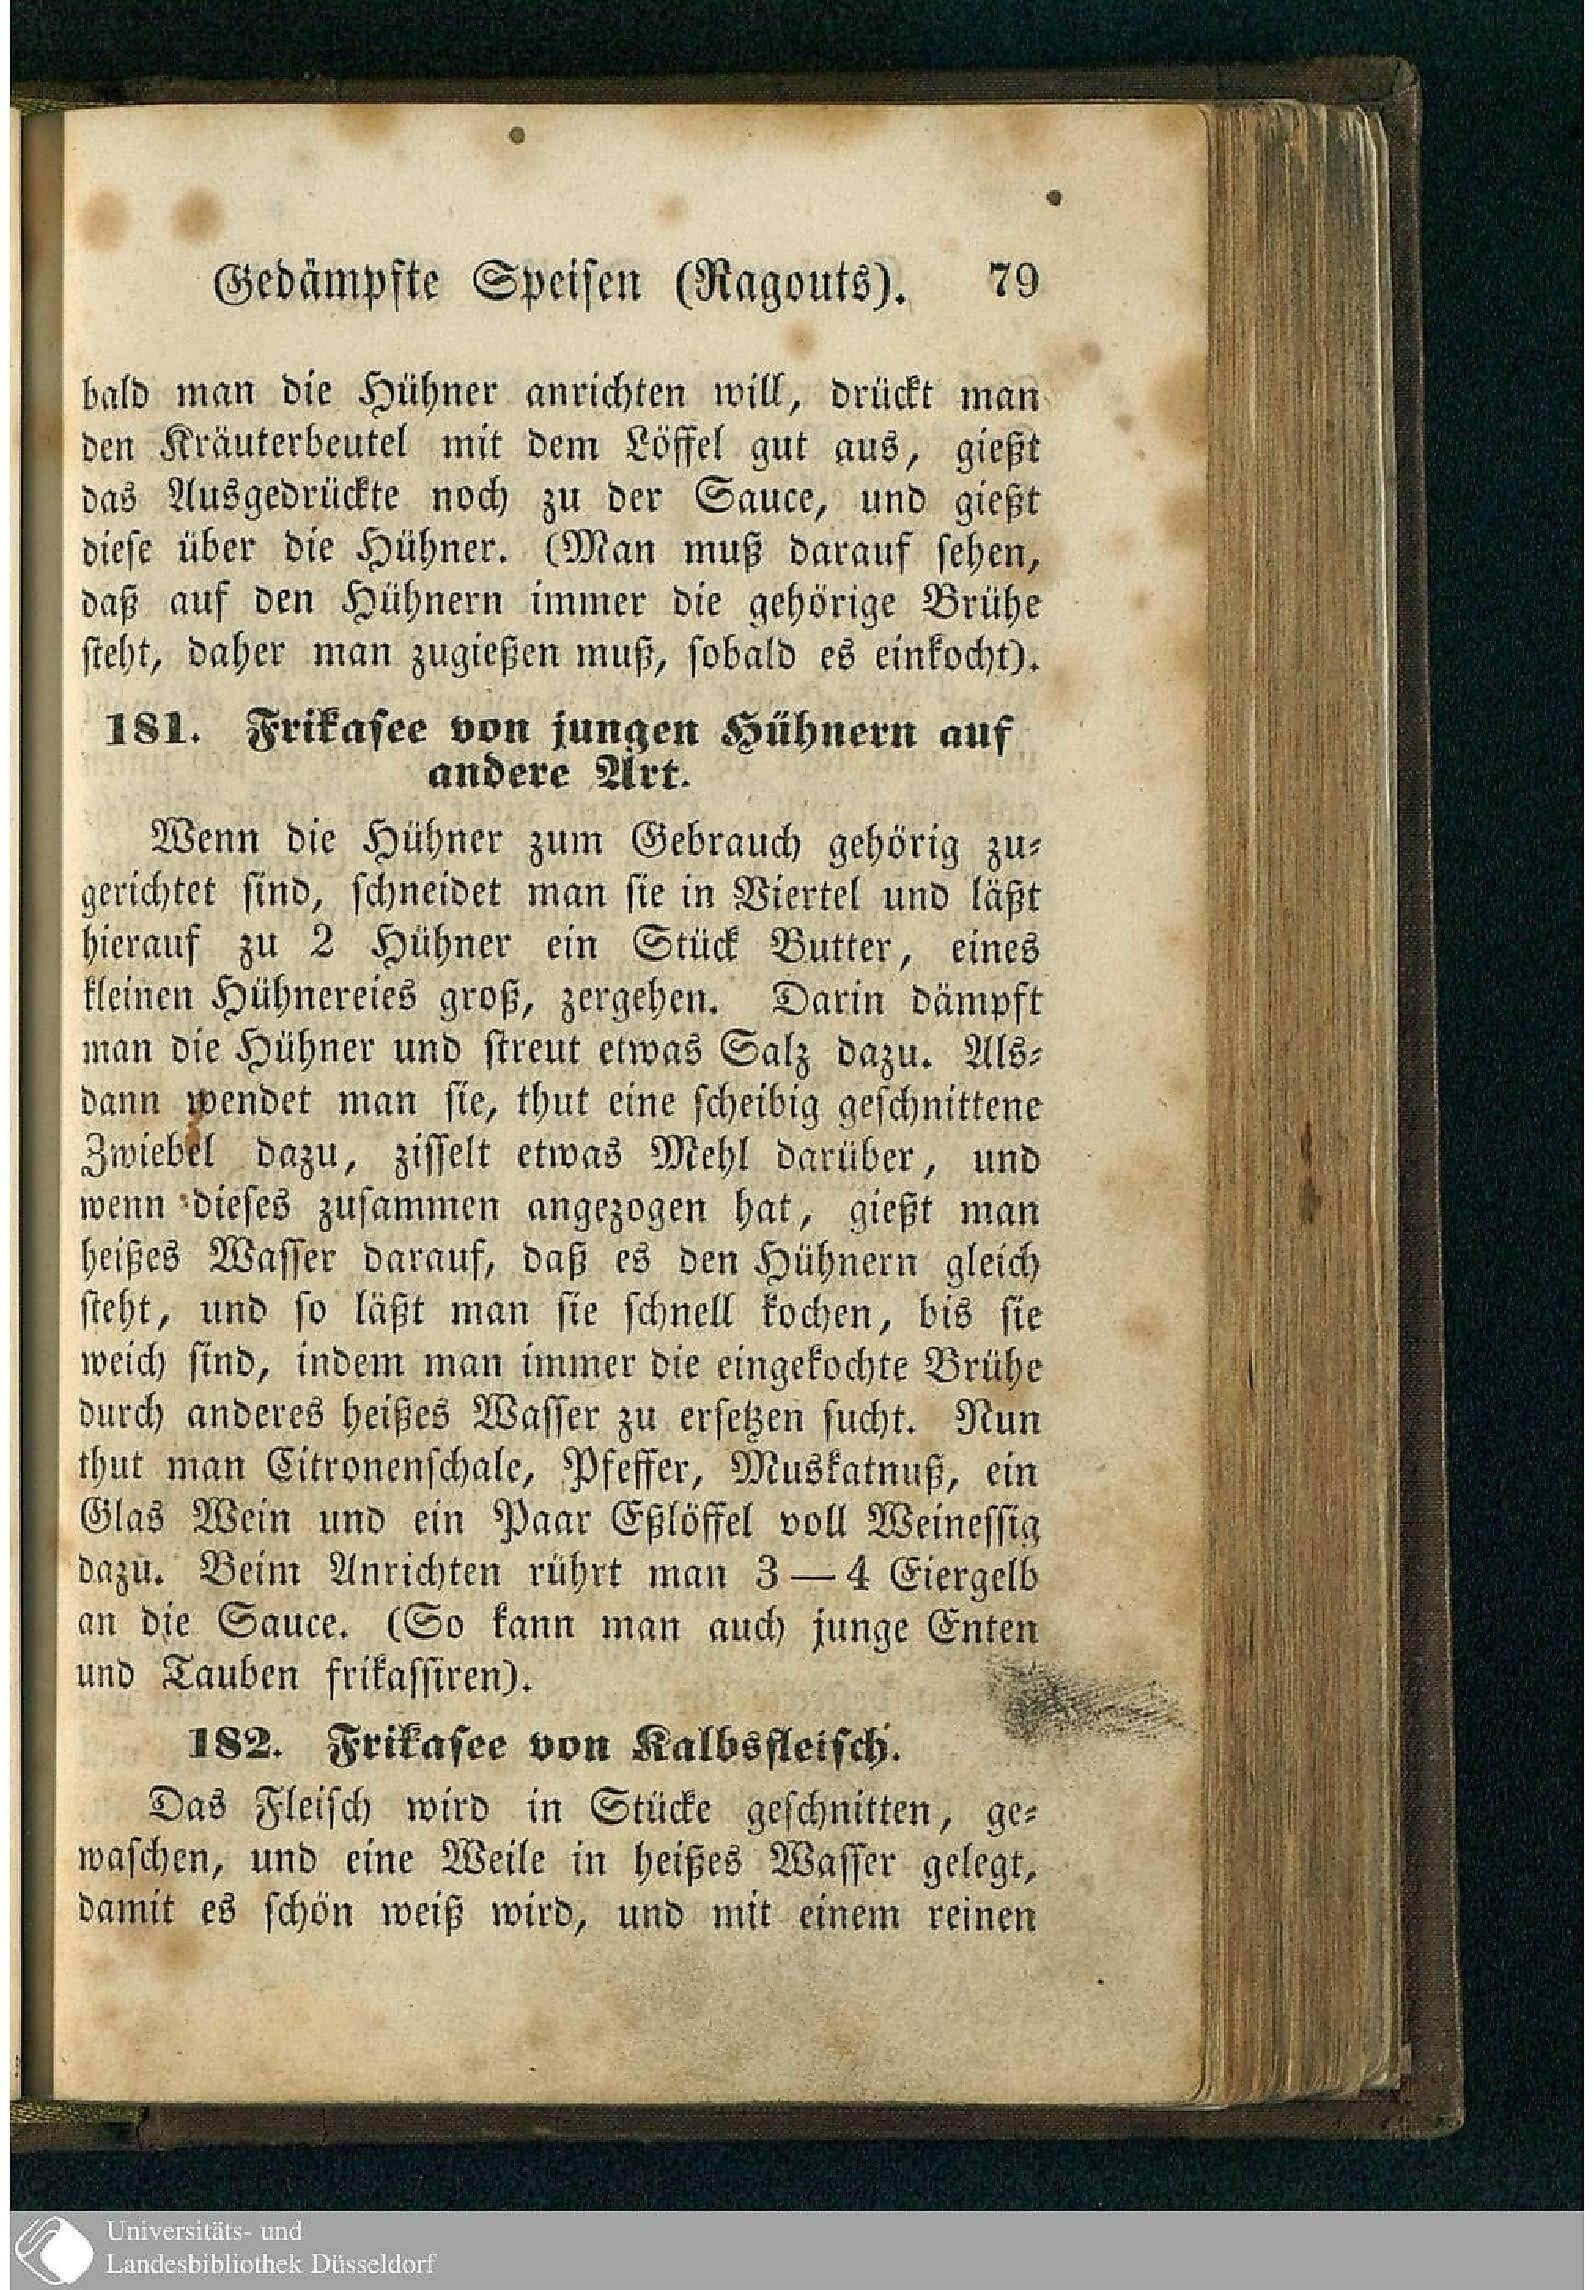 Gedämpfte Speisen (Ragouts). 79
bald man die Hühner anrichten will, drückt man
den Kräuterbeutel mit dem Löffel gut aus, gießt
das Ausgedrückte noch zu der Sauce, und gießt
diese über die Hühner. (Man muß darauf sehen,
daß auf den Hühnern immer die gehörige Brühe
steht, daher man zugießen muß, sobald es einkocht).
181. Frikasee von jungen Hühnern auf
andere Art.
Wenn die Hühner zum Gebrauch gehörig zu-
gerichtet sind, schneidet man sie in Viertel und läßt
hierauf zu 2 Hühner ein Stück Butter, eines
kleinen Hühnereies groß, zergehen. Darin dämpft
man die Hühner und streut etwas Salz dazu. Als-
dann wendet man sie, thut eine scheibig geschnittene
Zwiebel dazu, zisselt etwas Mehl darüber, und
wenn dieses zusammen angezogen hat, gießt man
heißes Wasser darauf, daß es den Hühnern gleich
steht, und so läßt man sie schnell kochen, bis sie
weich sind, indem man immer die eingekochte Brühe
durch anderes heißes Wasser zu ersetzen sucht. Nun
thut man Citronenschale, Pfeffer, Muskatnuß, ein
Glas Wein und ein Paar Eßlöffel voll Weinessig
dazu. Beim Anrichten rührt man 3—4 Eiergelb
an die Sauce. (So kann man auch junge Enten
und Tauben frikassiren).
182. Frikasee von Kalbsfleisch.
Das Fleisch wird in Stücke geschnitten, ge-
waschen, und eine Weile in heißes Wasser gelegt,
damit es schön weiß wird, und mit einem reinen
Universitäts- und
Landesbibliothek Düsseldorf